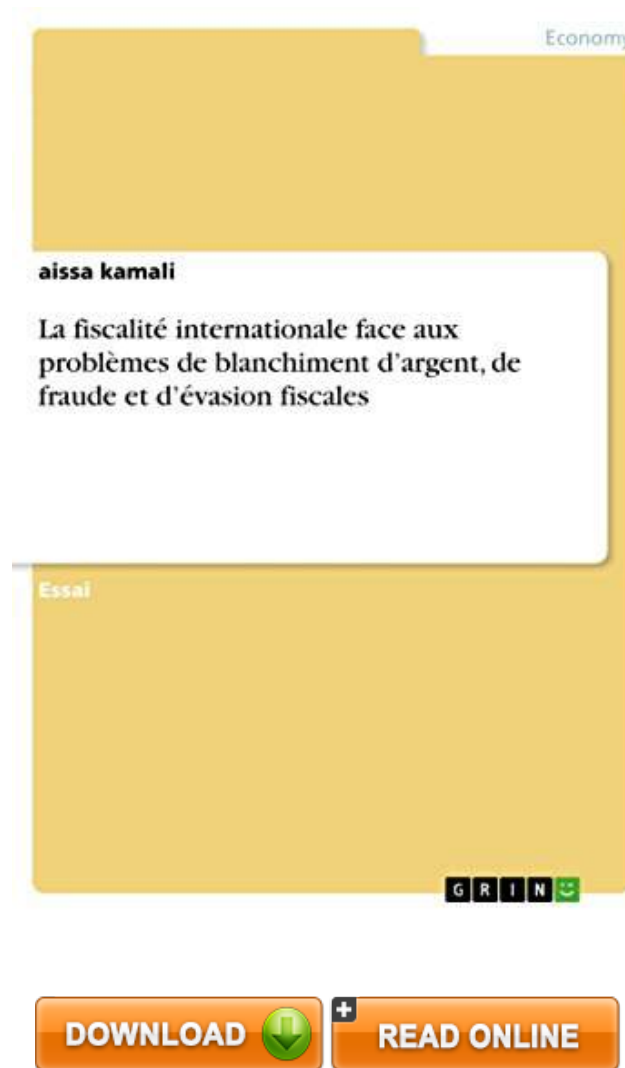 Economy
aissa kamali
La fiscalité internationale face aux
problèmes de blanchiment d'argent, de
fraude et d'évasion fiscales
Essai
GRIN
DOWNLOAD
READ ONLINE